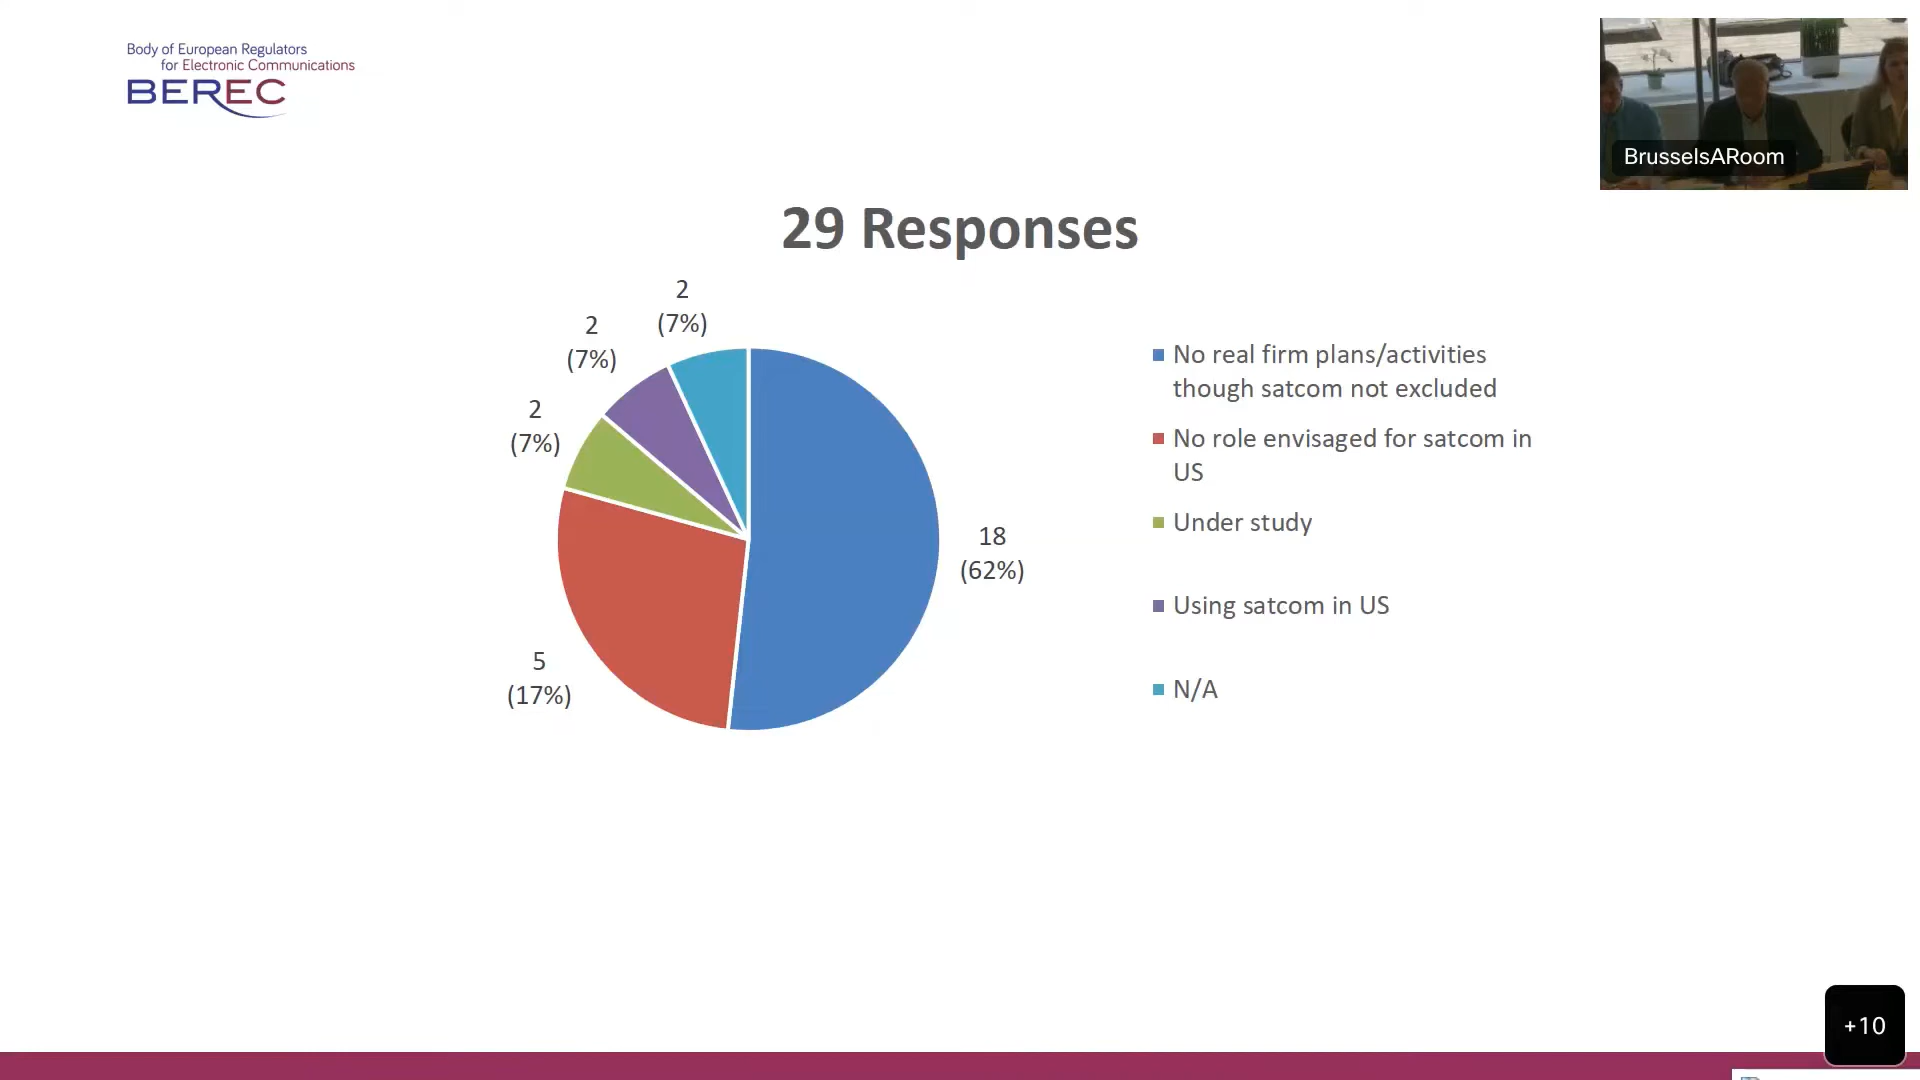 Body of European Regulators
for Electronic Communications
BEREC
BrusselsARoom
29 Responses
2
(7%)
2
(7%)
2
(7%)
18
(62%)
5
(17%)
No real firm plans/activities
though satcom not excluded
No role envisaged for satcom in
US
Under study
Using satcom in US
N/A
+10